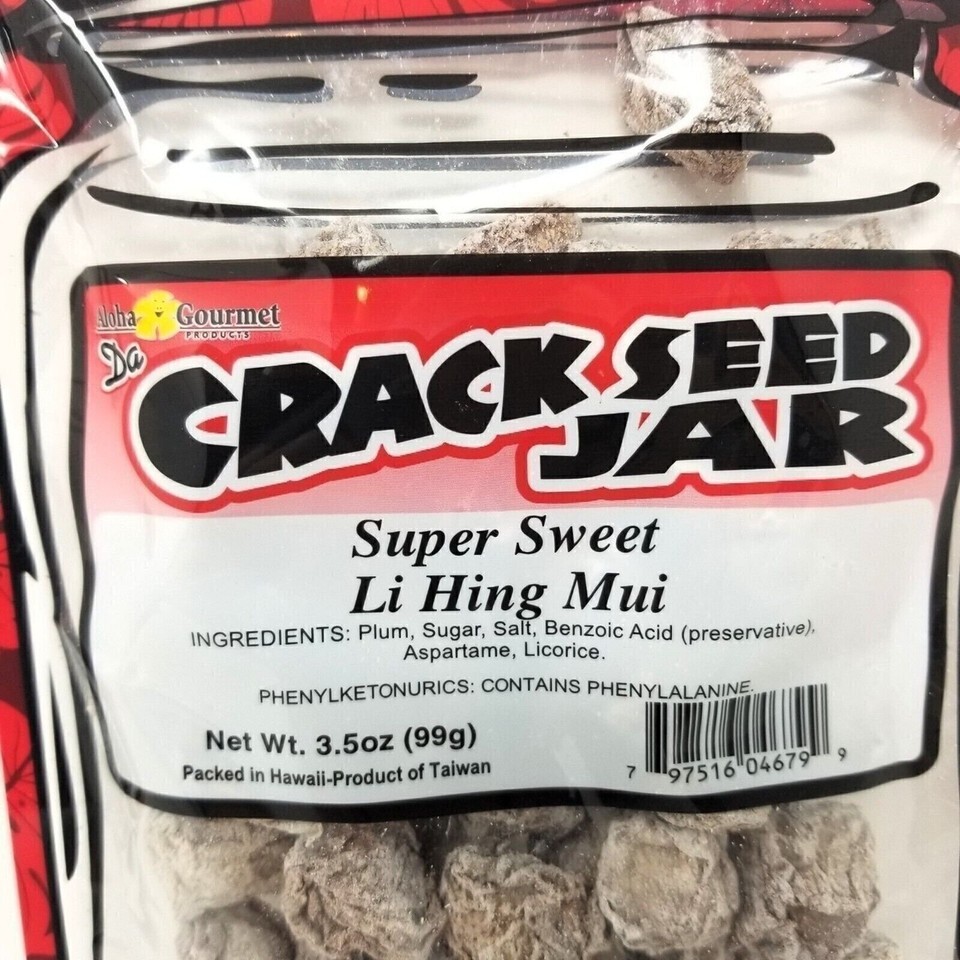 Aloha Gourmet
PRODUCTS
Da
CRACK SEED
JAR
Super Sweet
Li Hing Mui
INGREDIENTS: Plum, Sugar, Salt, Benzoic Acid (preservative),
Aspartame, Licorice.
PHENYLKETONURICS: CONTAINS PHENYLALANINE.
Net Wt. 3.5oz (99g)
Packed in Hawaii-Product of Taiwan
7 97516 04679 9